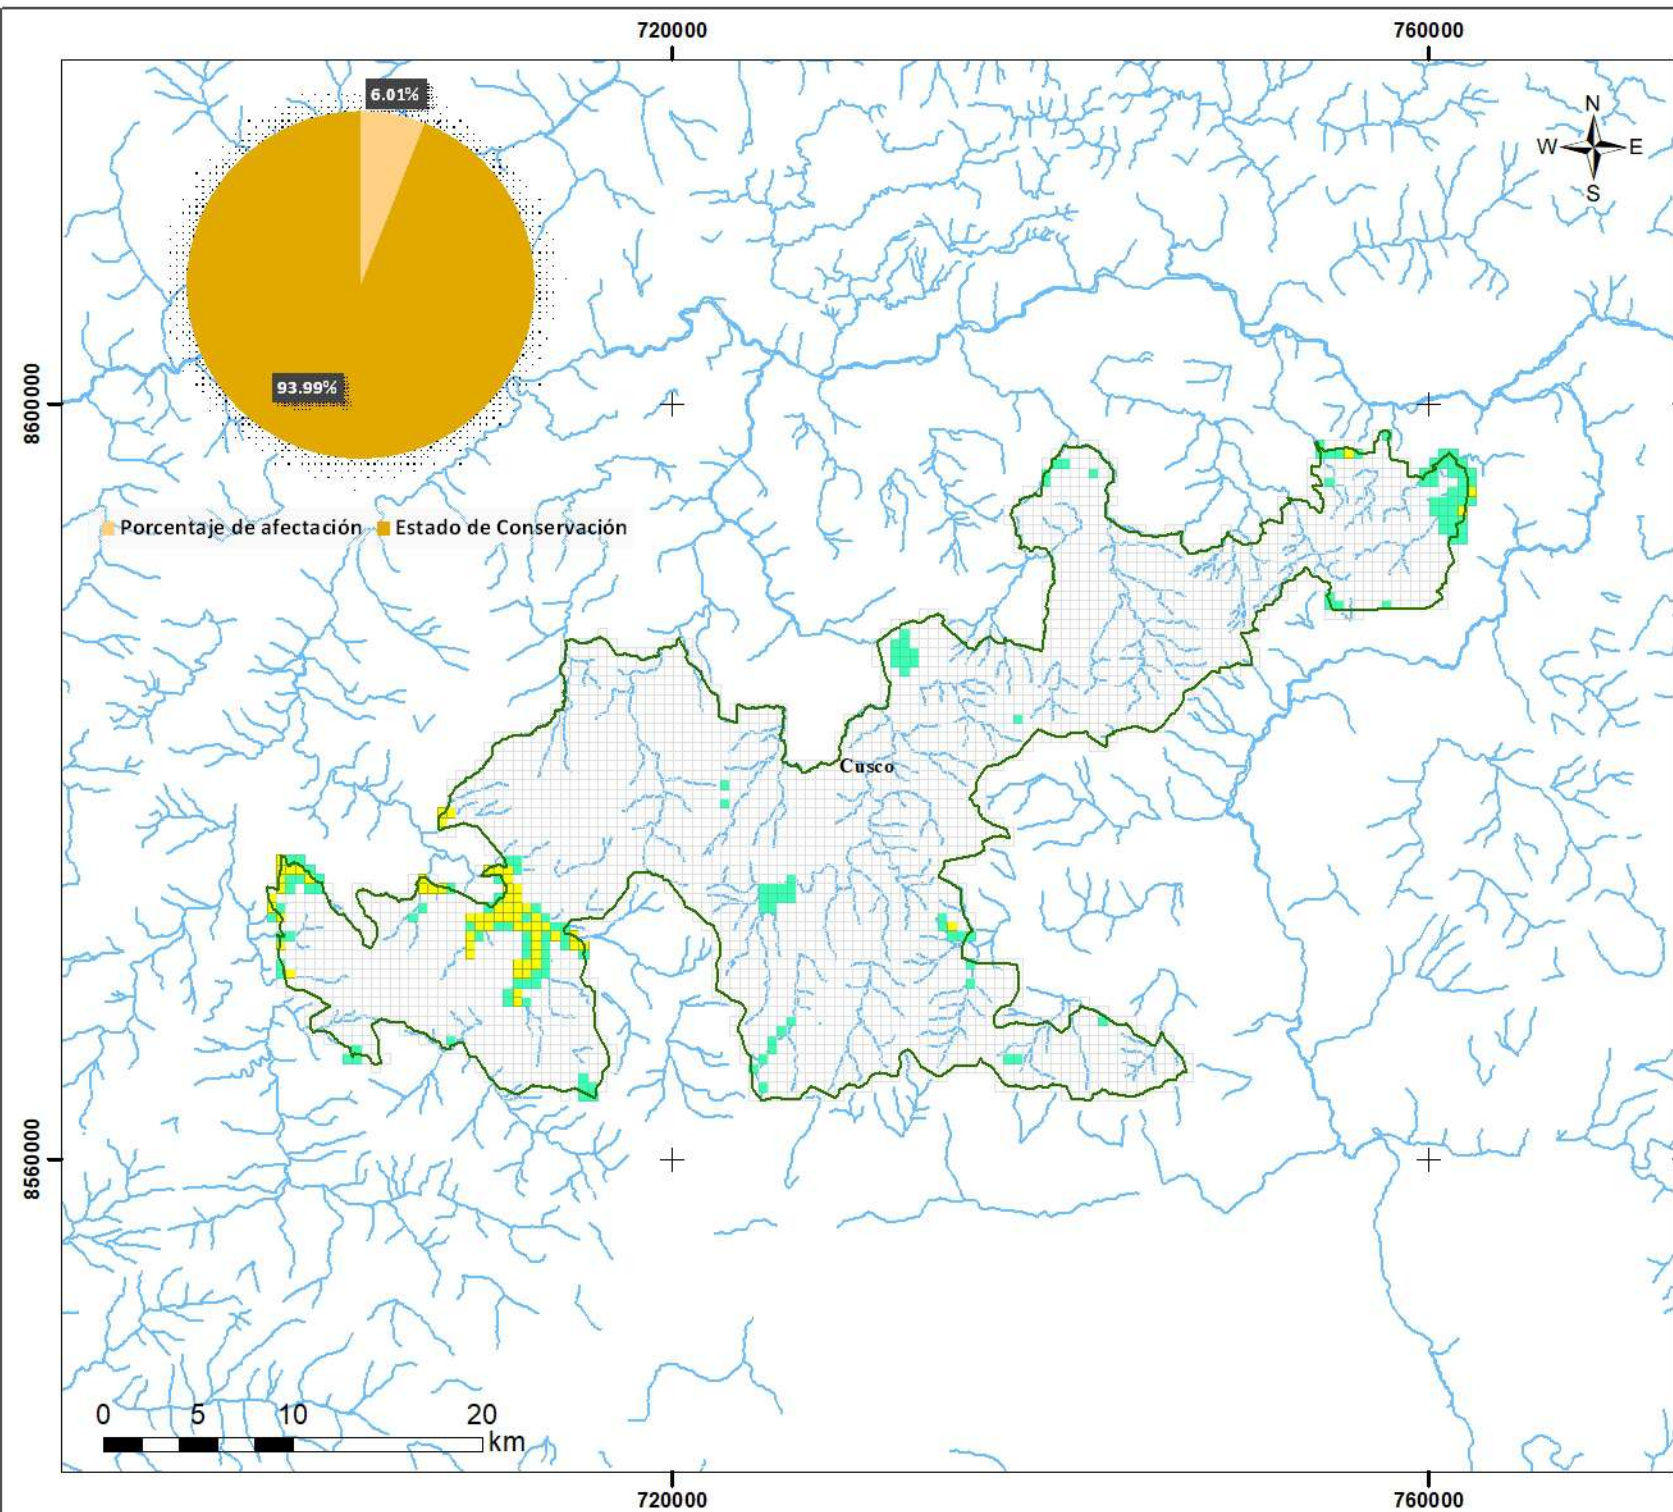 720000 760000
N
W E
S
6.01%
93.99%
8600000
Porcentaje de afectación Estado de Conservación
Cusco
8560000
0 5 10 20
km
720000 760000